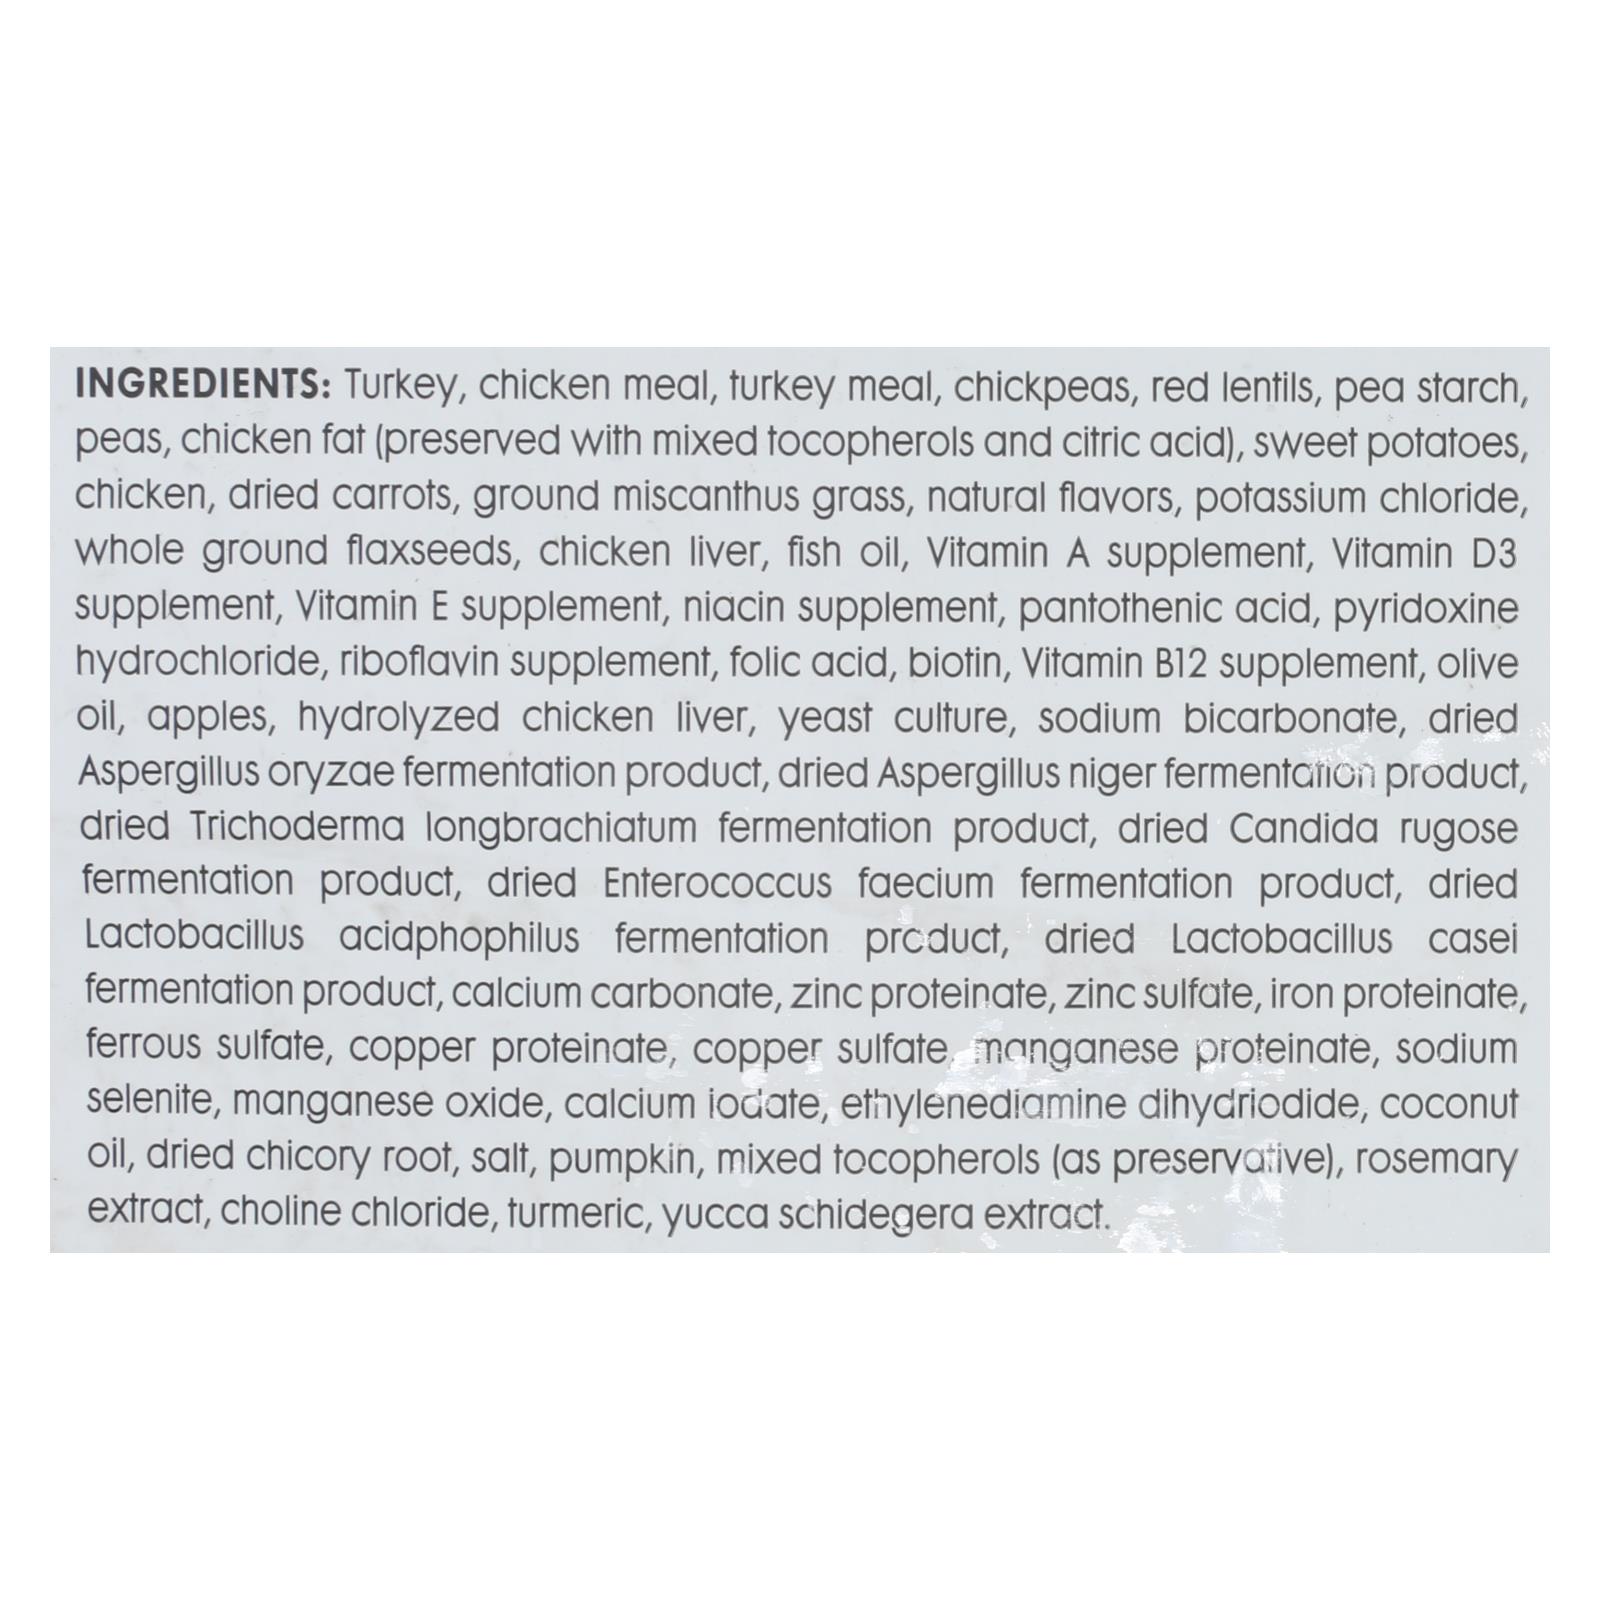 INGREDIENTS: Turkey, chicken meal, turkey meal, chickpeas, red lentils, pea starch,
peas, chicken fat (preserved with mixed tocopherols and citric acid), sweet potatoes,
chicken, dried carrots, ground miscanthus grass, natural flavors, potassium chloride,
whole ground flaxseeds, chicken liver, fish oil, Vitamin A supplement, Vitamin D3
supplement, Vitamin E supplement, niacin supplement, pantothenic acid, pyridoxine
hydrochloride, riboflavin supplement, folic acid, biotin, Vitamin B12 supplement, olive
oil, apples, hydrolyzed chicken liver, yeast culture, sodium bicarbonate, dried
Aspergillus oryzae fermentation product, dried Aspergillus niger fermentation product,
dried Trichoderma longbrachiatum fermentation product, dried Candida rugose
fermentation product, dried Enterococcus faecium fermentation product, dried
Lactobacillus acidphophilus fermentation product, dried Lactobacillus casei
fermentation product, calcium carbonate, zinc proteinate, zinc sulfate, iron proteinate,
ferrous sulfate, copper proteinate, copper sulfate, manganese proteinate, sodium
selenite, manganese oxide, calcium iodate, ethylenediamine dihydriodide, coconut
oil, dried chicory root, salt, pumpkin, mixed tocopherols (as preservative), rosemary
extract, choline chloride, turmeric, yucca schidegera extract.